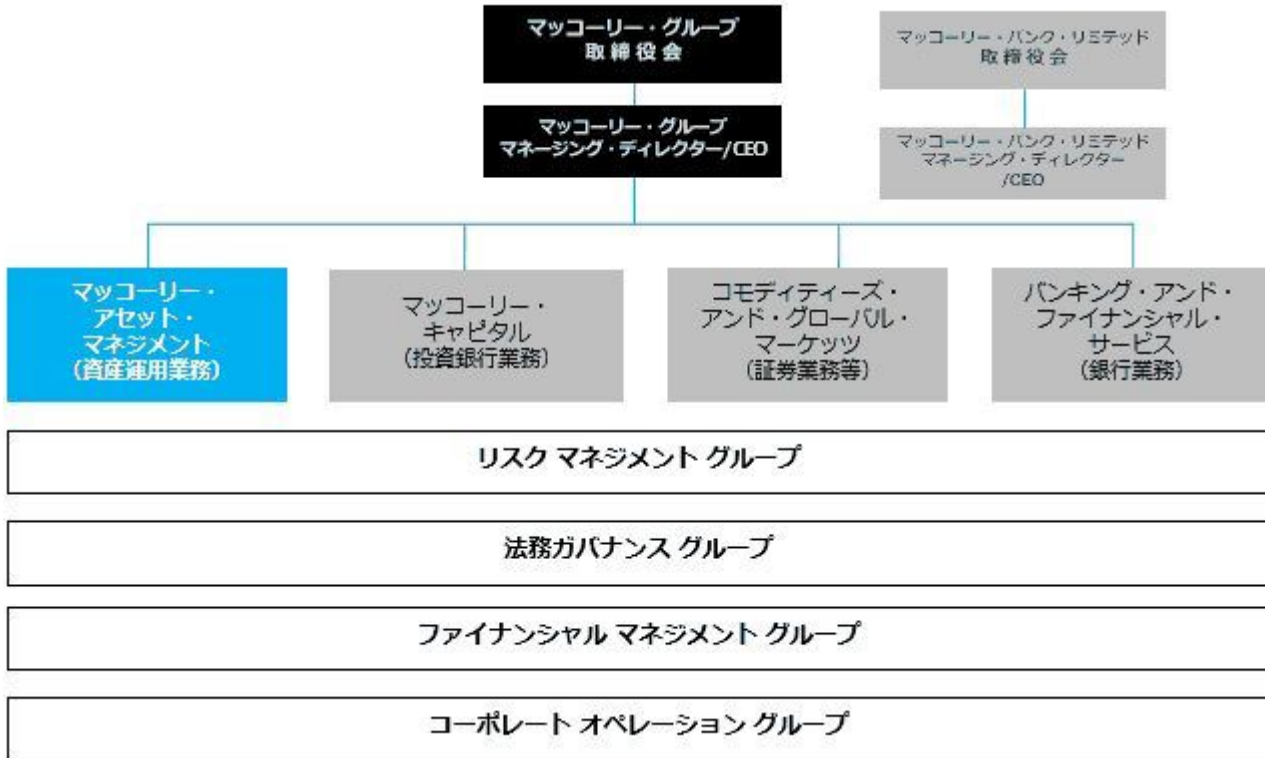 マッコーリー・グループ
取締役会
マッコーリー・バンク・リミテッド
取締役会
マッコーリー・グループ
マネージング・ディレクター/CEO
マッコーリー・バンク・リミテッド
マネージング・ディレクター
/CEO
マッコーリー・
アセット・
マネジメント
(資産運用業務)
マッコーリー・
キャピタル
(投資銀行業務)
コモディティーズ・
アンド・グローバル・
マーケッツ
(証券業務等)
バンキング・アンド・
ファイナンシャル・
サービス
(銀行業務)
リスク マネジメント グループ
法務ガバナンス グループ
ファイナンシャル マネジメント グループ
コーポレート オペレーション グループ